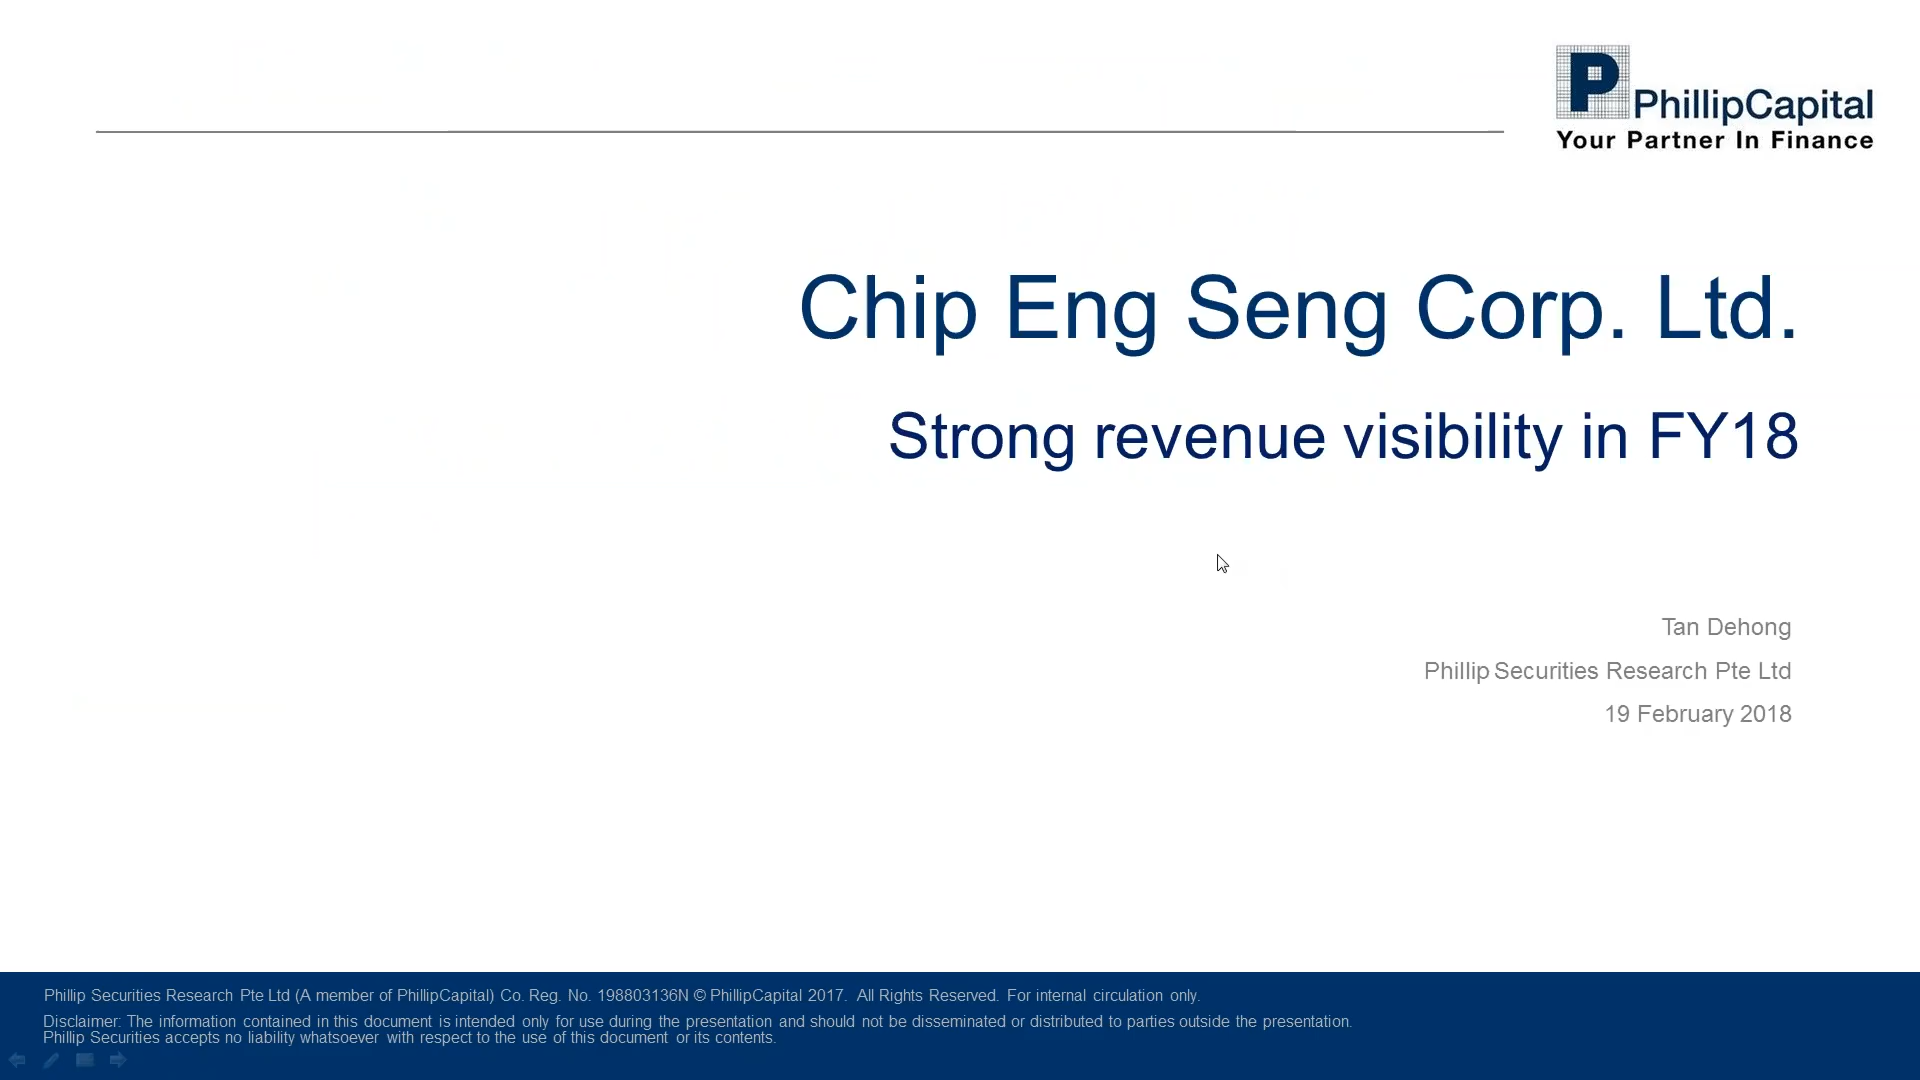 P PhillipCapital
Your Partner In Finance
Chip Eng Seng Corp. Ltd.
Strong revenue visibility in FY18
Tan Dehong
Phillip Securities Research Pte Ltd
19 February 2018
Phillip Securities Research Pte Ltd (A member of PhillipCapital) Co. Reg. No. 198803136N © PhillipCapital 2017. All Rights Reserved. For internal circulation only.
Disclaimer: The information contained in this document is intended only for use during the presentation and should not be disseminated or distributed to parties outside the presentation.
Phillip Securities accepts no liability whatsoever with respect to the use of this document or its contents.